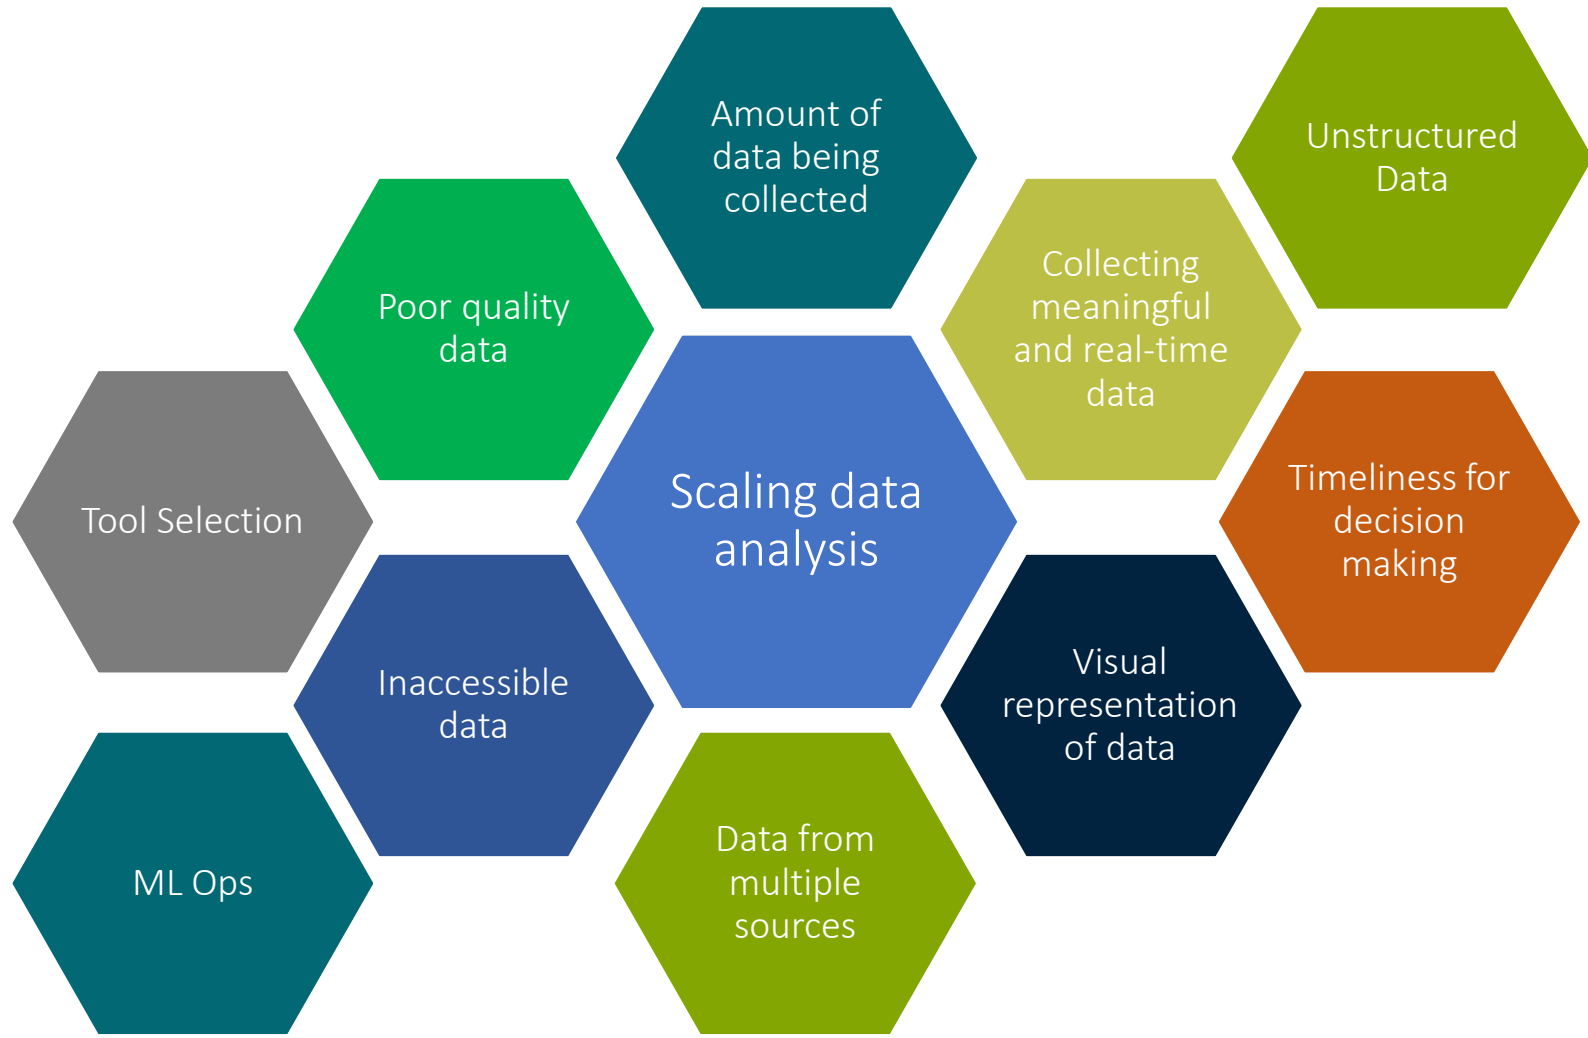 Amount of
data being
collected
Unstructured
Data
Poor quality
data
Collecting
meaningful
and real-time
data
Tool Selection
Scaling data
analysis
Timeliness for
decision
making
Inaccessible
data
Visual
representation
of data
ML Ops
Data from
multiple
sources